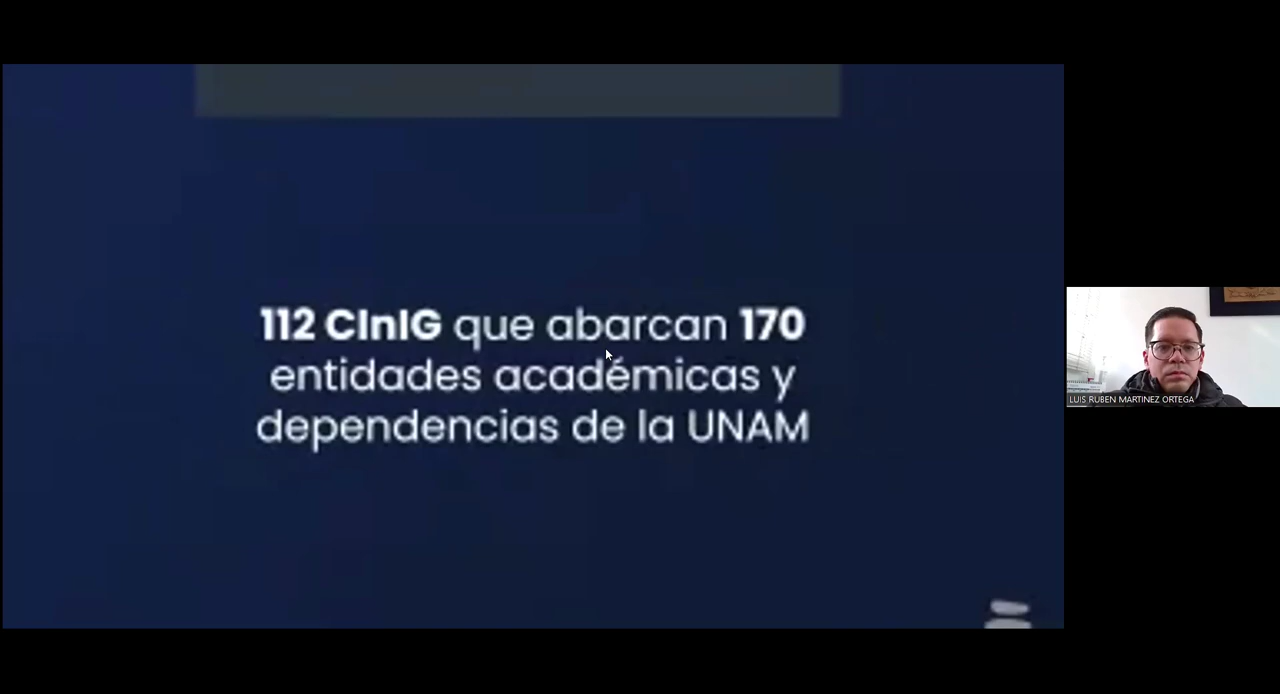 112 CInIG que abarcan 170
entidades académicas y
dependencias de la UNAM
LUIS RUBEN MARTINEZ ORTEGA